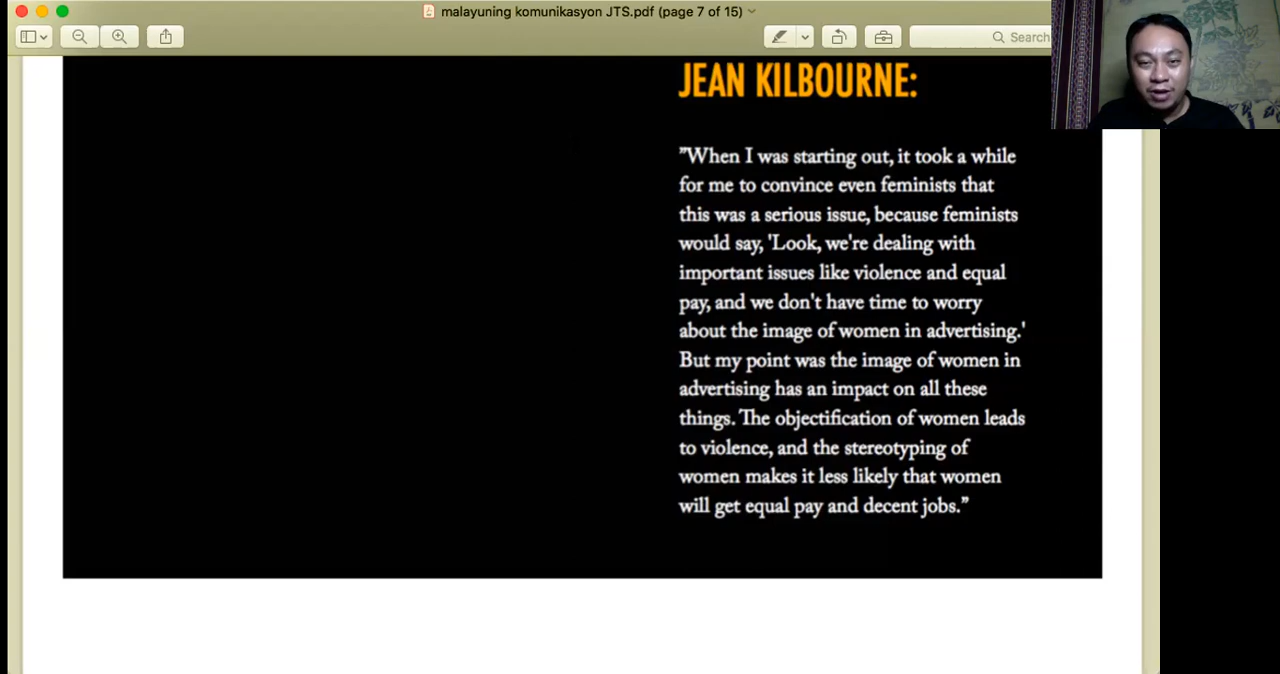 malayuning komunikasyon JTS.pdf (page 7 of 15)
Search
JEAN KILBOURNE:
"When I was starting out, it took a while
for me to convince even feminists that
this was a serious issue, because feminists
would say, 'Look, we're dealing with
important issues like violence and equal
pay, and we don't have time to worry
about the image of women in advertising.'
But my point was the image of women in
advertising has an impact on all these
things. The objectification of women leads
to violence, and the stereotyping of
women makes it less likely that women
will get equal pay and decent jobs."